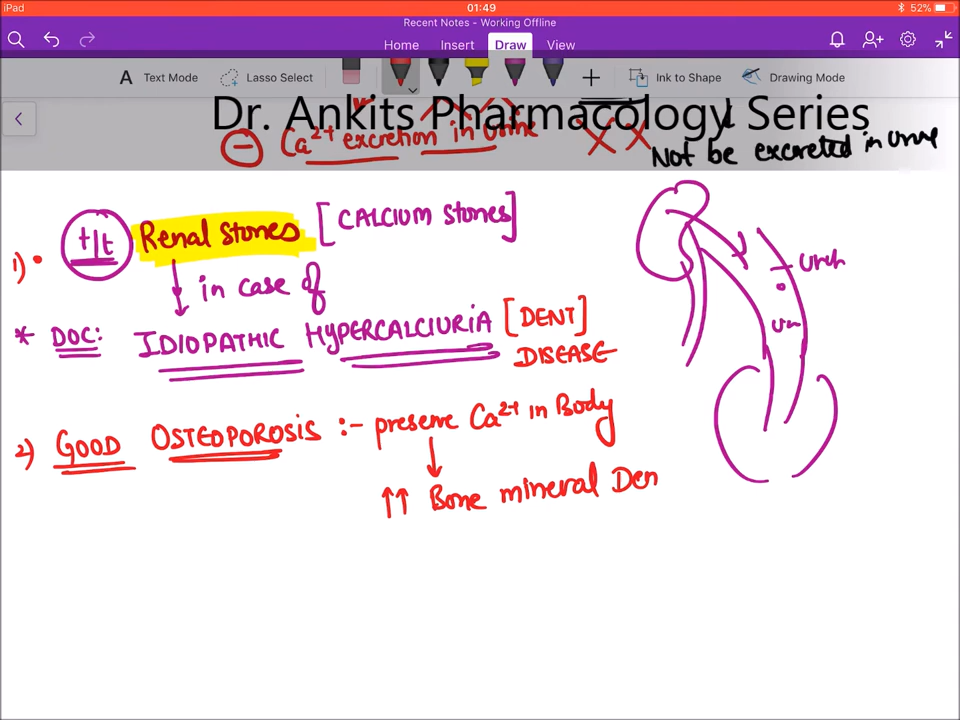 iPad
01:49
52%
Recent Notes - Working Offline
Home Insert Draw View
A Text Mode Lasso Select Ink to Shape Drawing Mode
Dr. Ankits Pharmacology Series
⊖ Ca²⁺ excretion in urine XX
Not be excreted in urine
1) • t/t Renal Stones [CALCIUM Stones]
in case of
* DOC: IDIOPATHIC HYPERCALCIURIA [DENT]
DISEASE
2) GOOD OSTEOPOROSIS :- preserve Ca²⁺ in Body
↑↑ Bone mineral Den